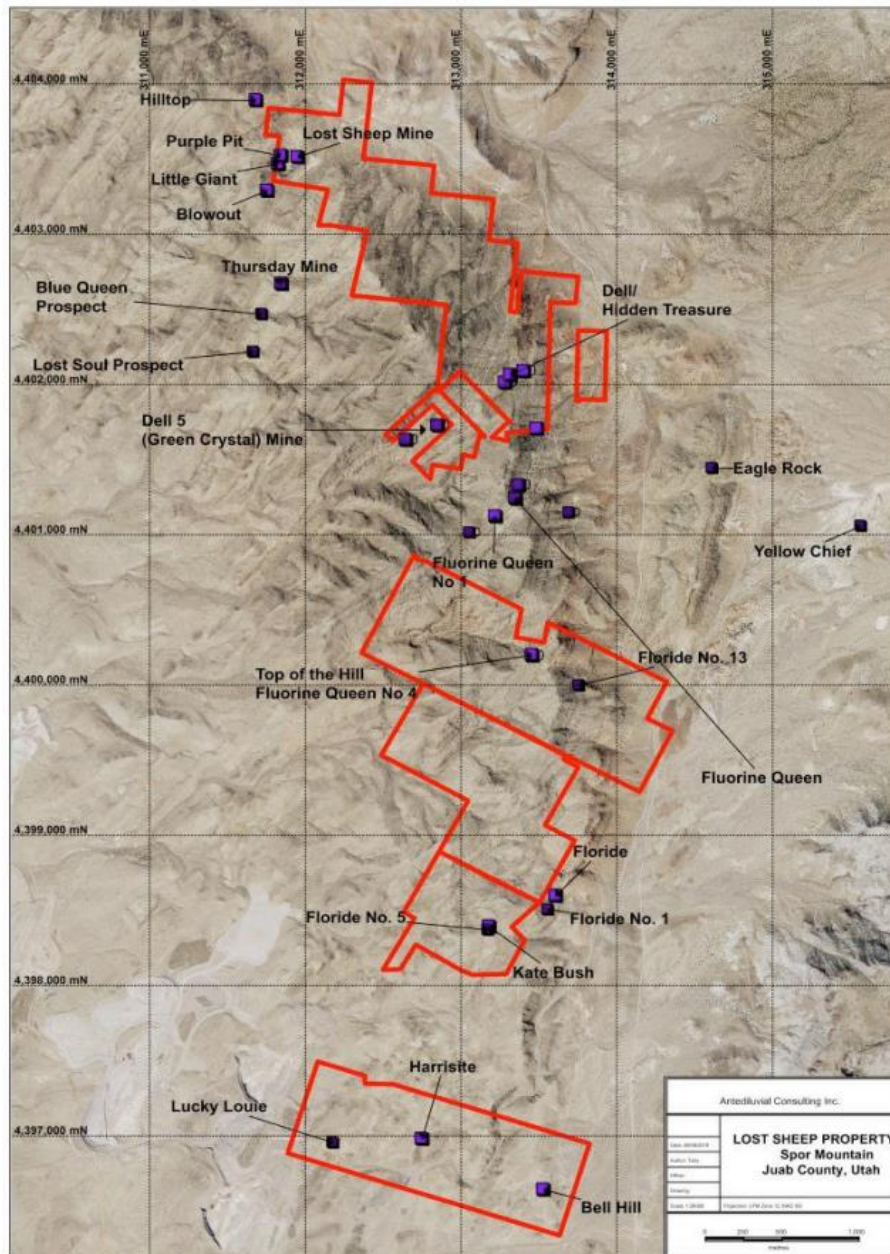 311,000 mE
312,000 mE
313,000 mE
314,000 mE
315,000 mE
4,404,000 mN
Hilltop
Purple Pit
Lost Sheep Mine
Little Giant
Blowout
4,403,000 mN
Thursday Mine
Blue Queen
Prospect
Dell/
Hidden Treasure
Lost Soul Prospect
4,402,000 mN
Dell 5
(Green Crystal) Mine
Eagle Rock
4,401,000 mN
Yellow Chief
Fluorine Queen
No 1
Top of the Hill
Fluorine Queen No 4
Floride No. 13
4,400,000 mN
Fluorine Queen
4,399,000 mN
Floride
Floride No. 5
Floride No. 1
Kate Bush
4,398,000 mN
Harrisite
Lucky Louie
4,397,000 mN
Bell Hill
Antediluvial Consulting Inc.
LOST SHEEP PROPERTY
Spor Mountain
Juab County, Utah
0 250 500 1,000
metres